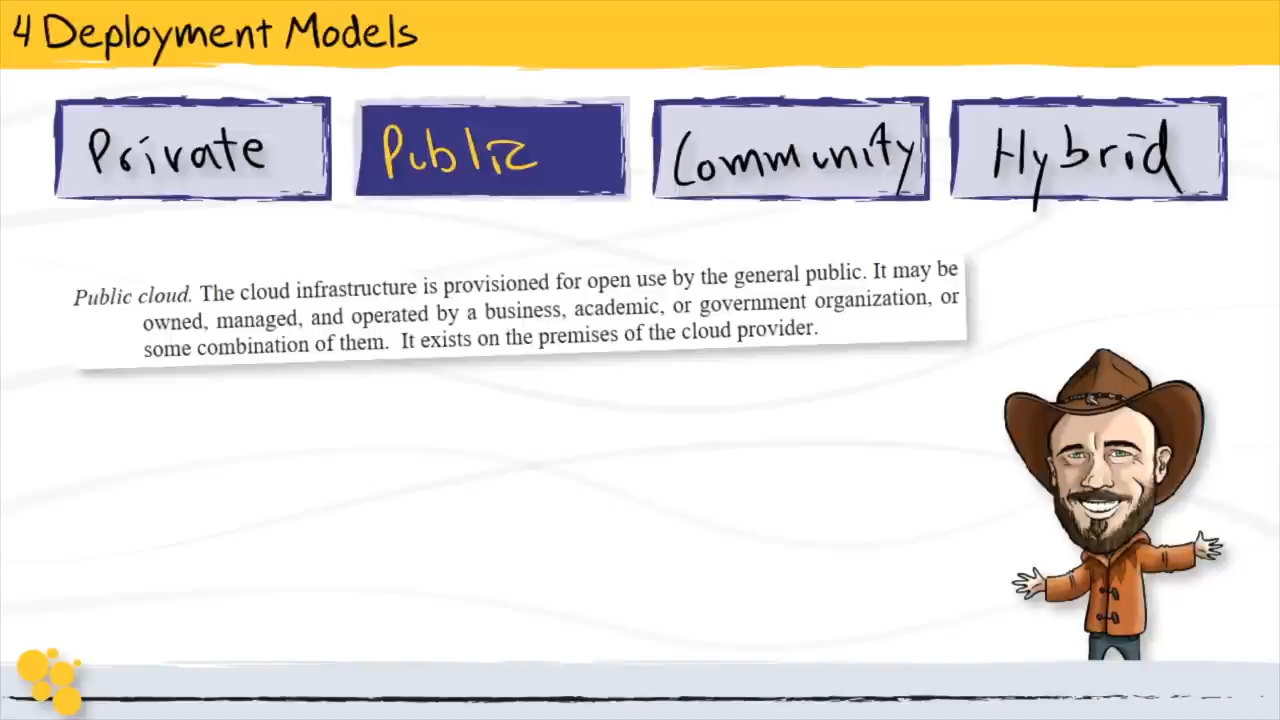 4 Deployment Models
Private Public Community Hybrid
Public cloud. The cloud infrastructure is provisioned for open use by the general public. It may be
owned, managed, and operated by a business, academic, or government organization, or
some combination of them. It exists on the premises of the cloud provider.